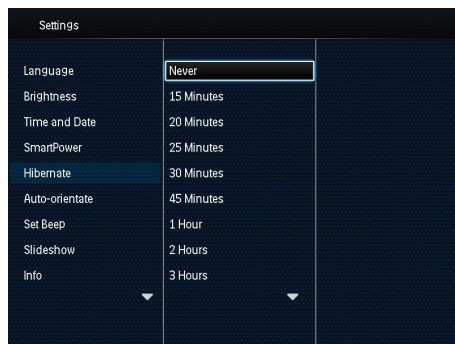 Settings
Language
Brightness
Time and Date
SmartPower
Hibernate
Auto-orientate
Set Beep
Slideshow
Info
Never
15 Minutes
20 Minutes
25 Minutes
30 Minutes
45 Minutes
1 Hour
2 Hours
3 Hours